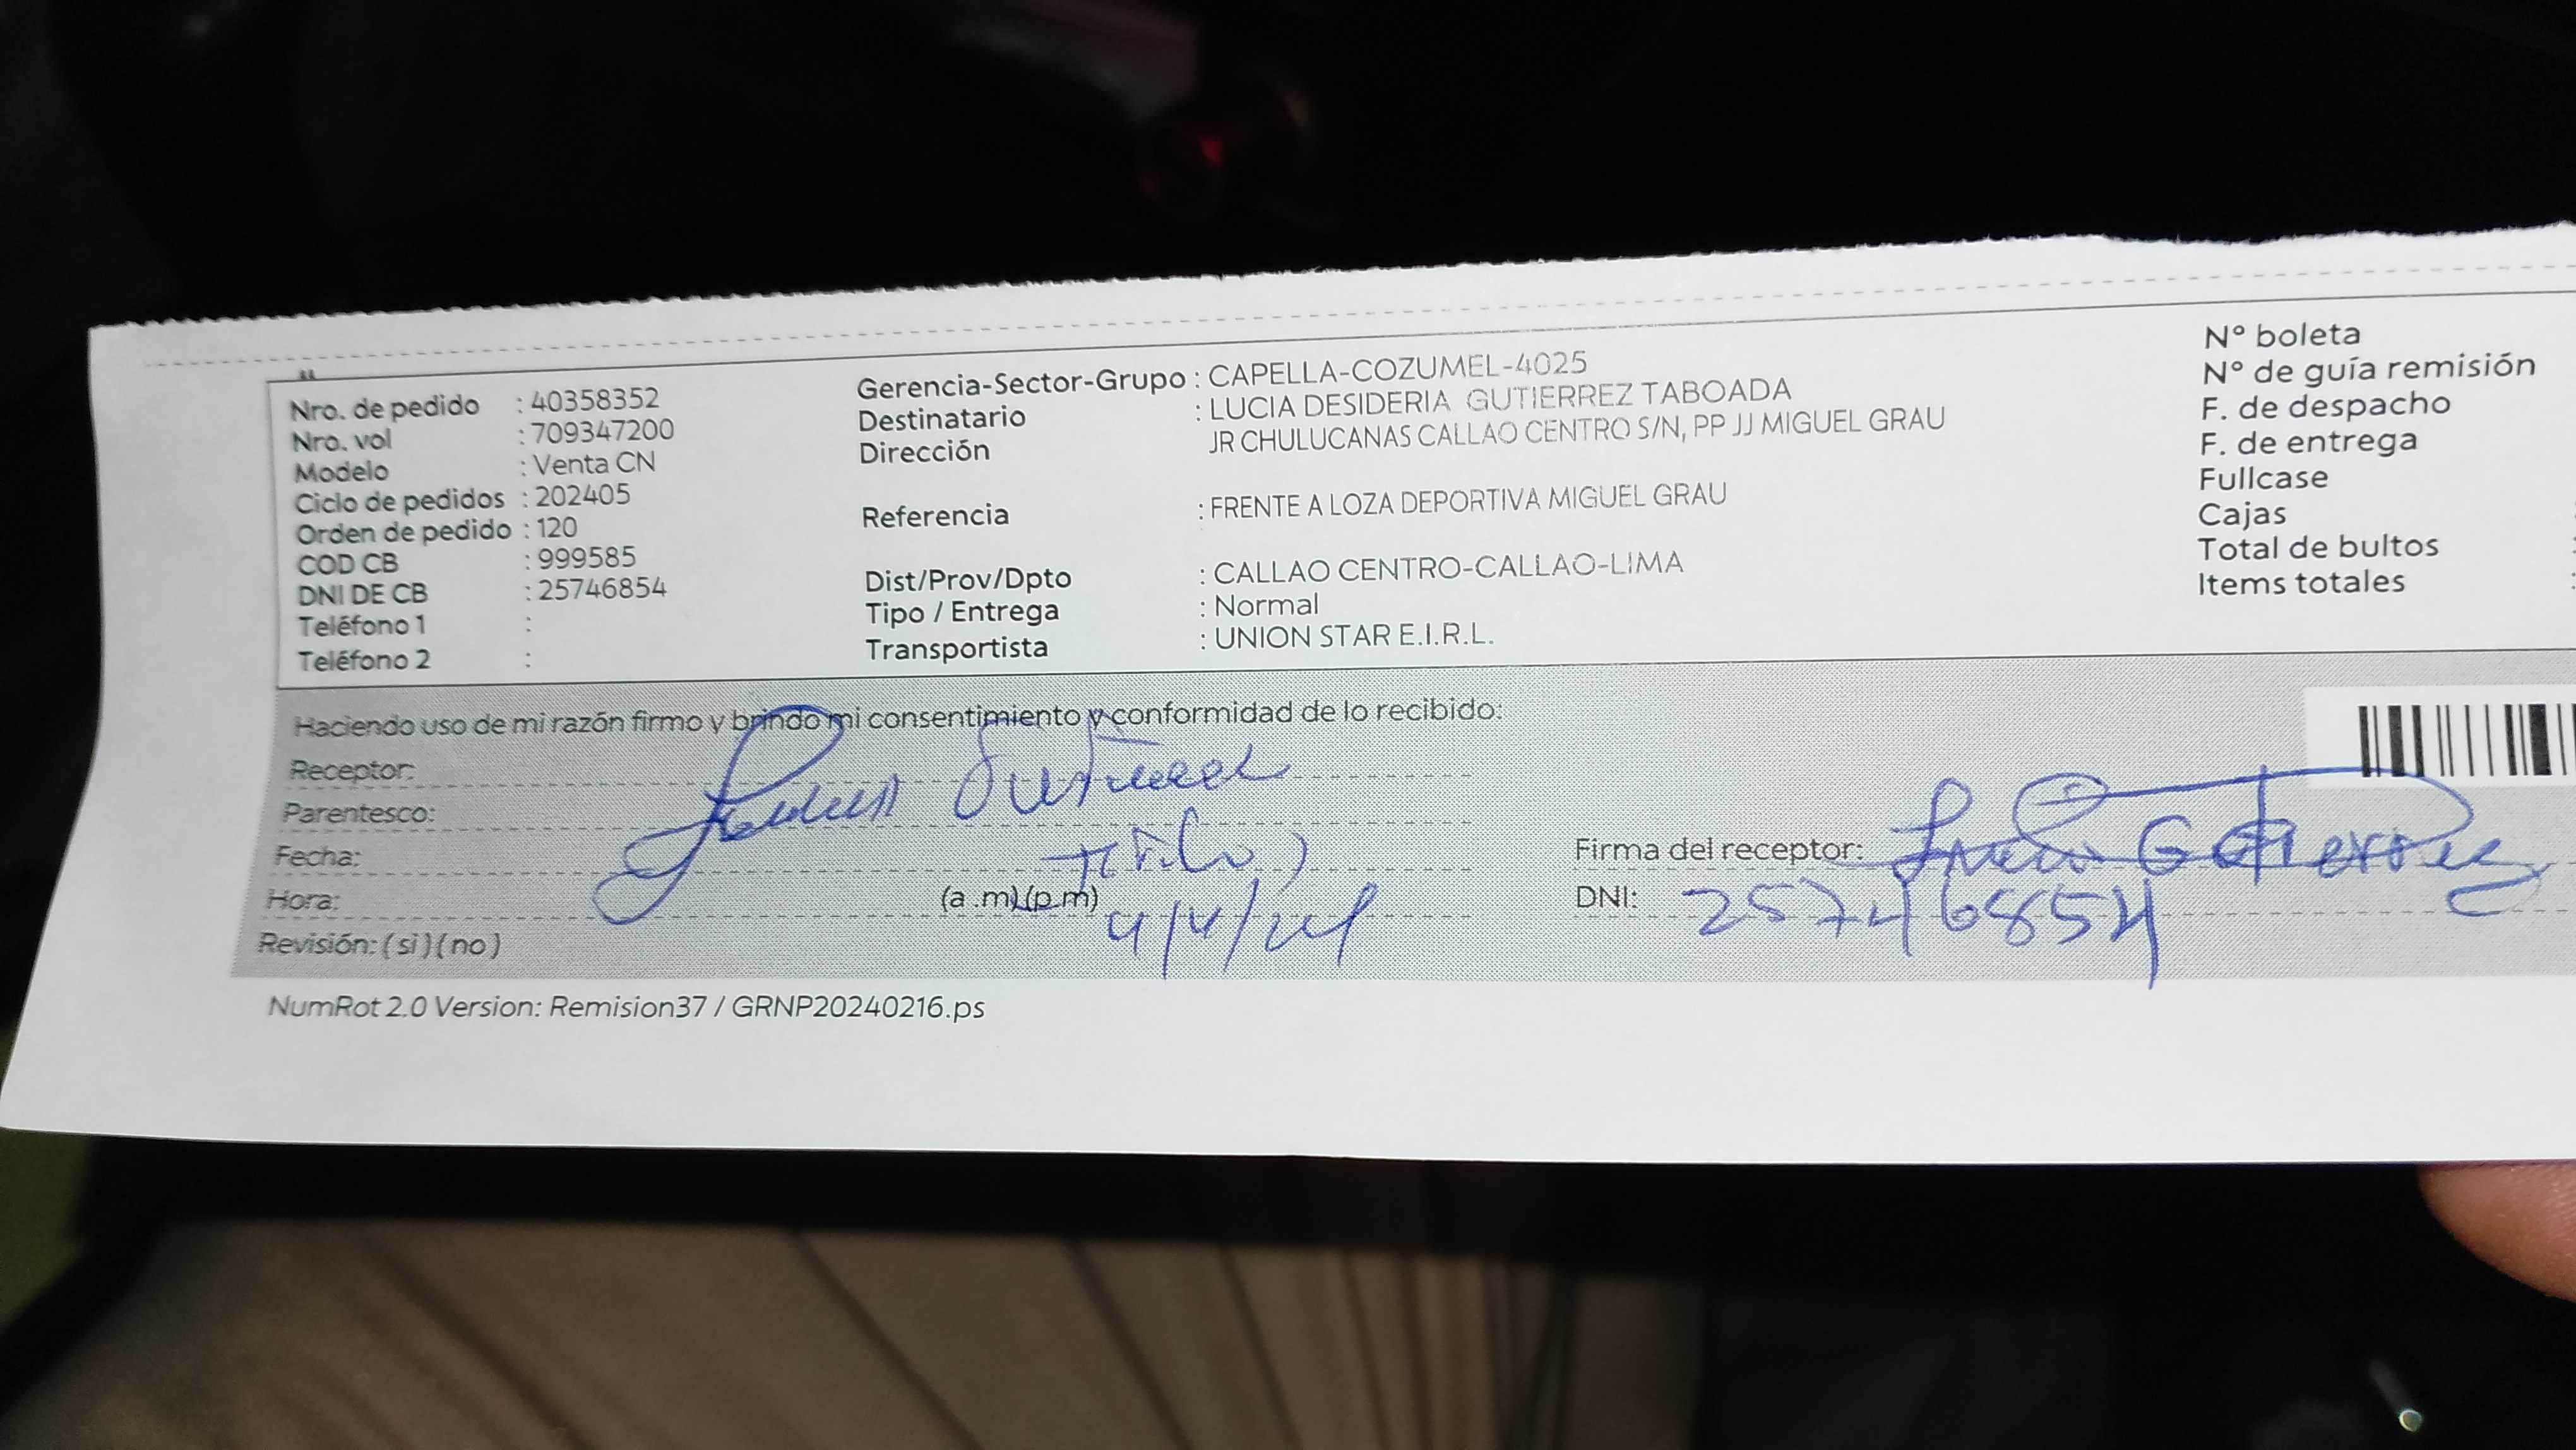 Nro. de pedido : 40358352
Nro. vol : 709347200
Modelo : Venta CN
Ciclo de pedidos : 202405
Orden de pedido : 120
COD CB : 999585
DNI DE CB : 25746854
Teléfono 1 :
Teléfono 2 :
Gerencia-Sector-Grupo : CAPELLA-COZUMEL-4025
Destinatario : LUCIA DESIDERIA GUTIERREZ TABOADA
Dirección JR CHULUCANAS CALLAO CENTRO S/N, PP JJ MIGUEL GRAU
Referencia : FRENTE A LOZA DEPORTIVA MIGUEL GRAU
Dist/Prov/Dpto : CALLAO CENTRO-CALLAO-LIMA
Tipo / Entrega : Normal
Transportista : UNION STAR E.I.R.L.
N° boleta
N° de guía remisión
F. de despacho
F. de entrega
Fullcase
Cajas
Total de bultos
Items totales
Haciendo uso de mi razón firmo y brindo mi consentimiento y conformidad de lo recibido:
Receptor:
Parentesco:
Fecha:
Hora: (a .m)(p.m)
4/4/24
Revisión: (si) (no)
Firma del receptor:
DNI: 25746854
NumRot 2.0 Version: Remision37 / GRNP20240216.ps